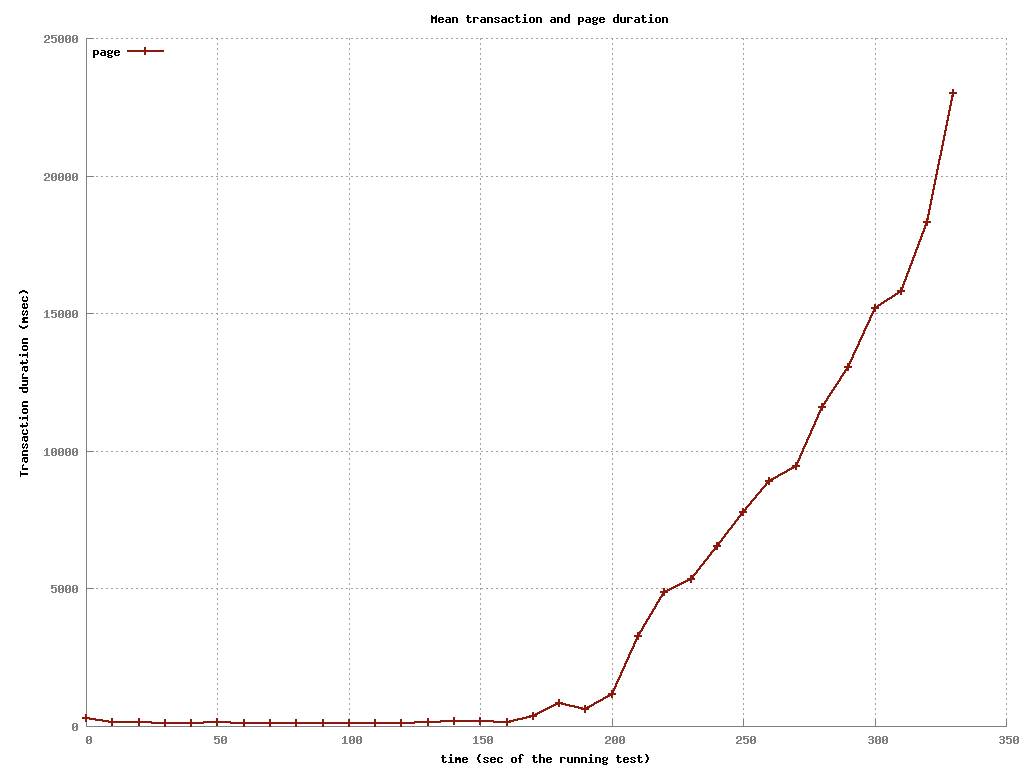 Mean transaction and page duration
page
Transaction duration (msec)
25000
20000
15000
10000
5000
0
0 50 100 150 200 250 300 350
time (sec of the running test)